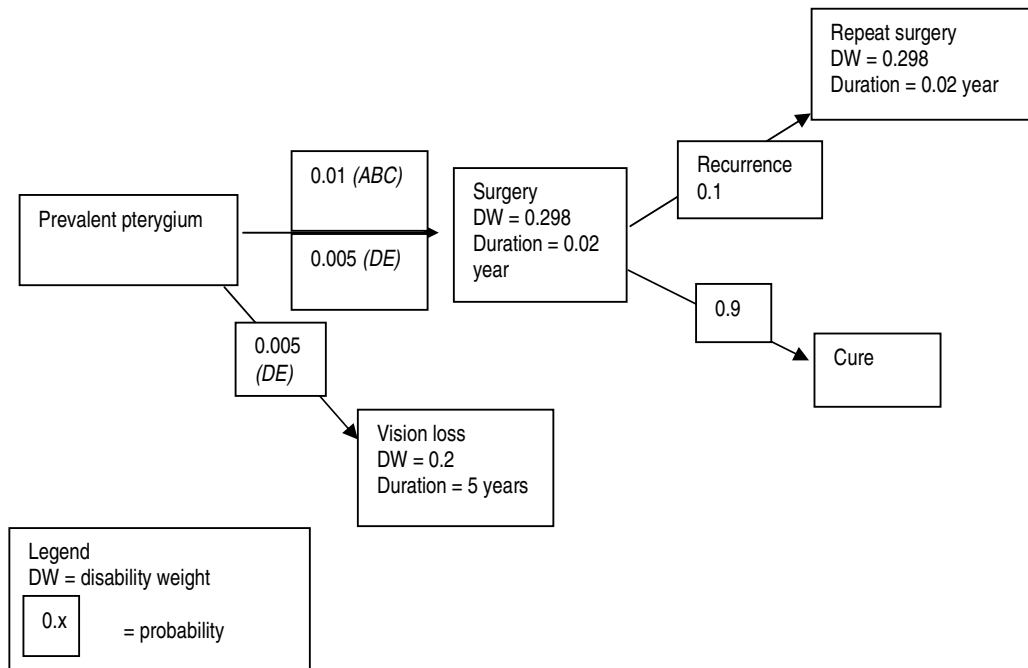 Repeat surgery
DW = 0.298
Duration = 0.02 year
0.01 (ABC)
Recurrence
0.1
Prevalent pterygium
Surgery
DW = 0.298
Duration = 0.02
year
0.005 (DE)
0.9
0.005
(DE)
Cure
Vision loss
DW = 0.2
Duration = 5 years
Legend
DW = disability weight
0.x
= probability